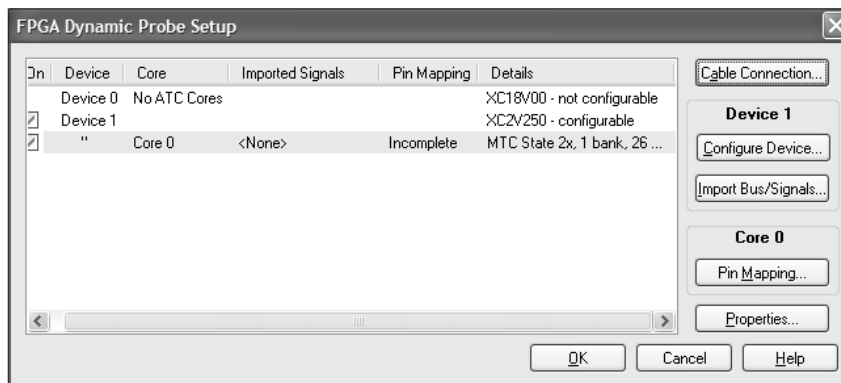 FPGA Dynamic Probe Setup
On Device Core Imported Signals Pin Mapping Details
Device 0 No ATC Cores XC18V00 - not configurable
Device 1 XC2V250 - configurable
" Core 0 <None> Incomplete MTC State 2x, 1 bank, 26 ...
Cable Connection...
Device 1
Configure Device...
Import Bus/Signals...
Core 0
Pin Mapping...
Properties...
OK Cancel Help